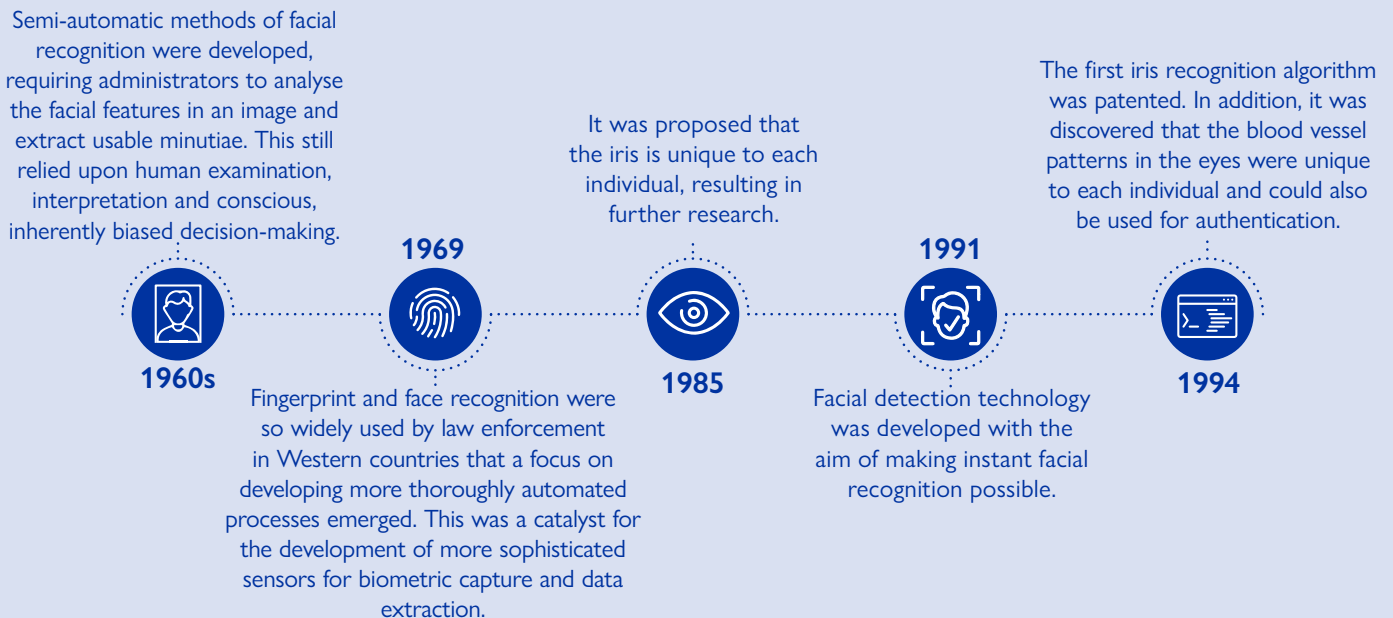 Semi-automatic methods of facial
recognition were developed,
requiring administrators to analyse
the facial features in an image and
extract usable minutiae. This still
relied upon human examination,
interpretation and conscious,
inherently biased decision-making.
1960s
1969
Fingerprint and face recognition were
so widely used by law enforcement
in Western countries that a focus on
developing more thoroughly automated
processes emerged. This was a catalyst for
the development of more sophisticated
sensors for biometric capture and data
extraction.
It was proposed that
the iris is unique to each
individual, resulting in
further research.
1985
1991
Facial detection technology
was developed with the
aim of making instant facial
recognition possible.
The first iris recognition algorithm
was patented. In addition, it was
discovered that the blood vessel
patterns in the eyes were unique
to each individual and could also
be used for authentication.
1994